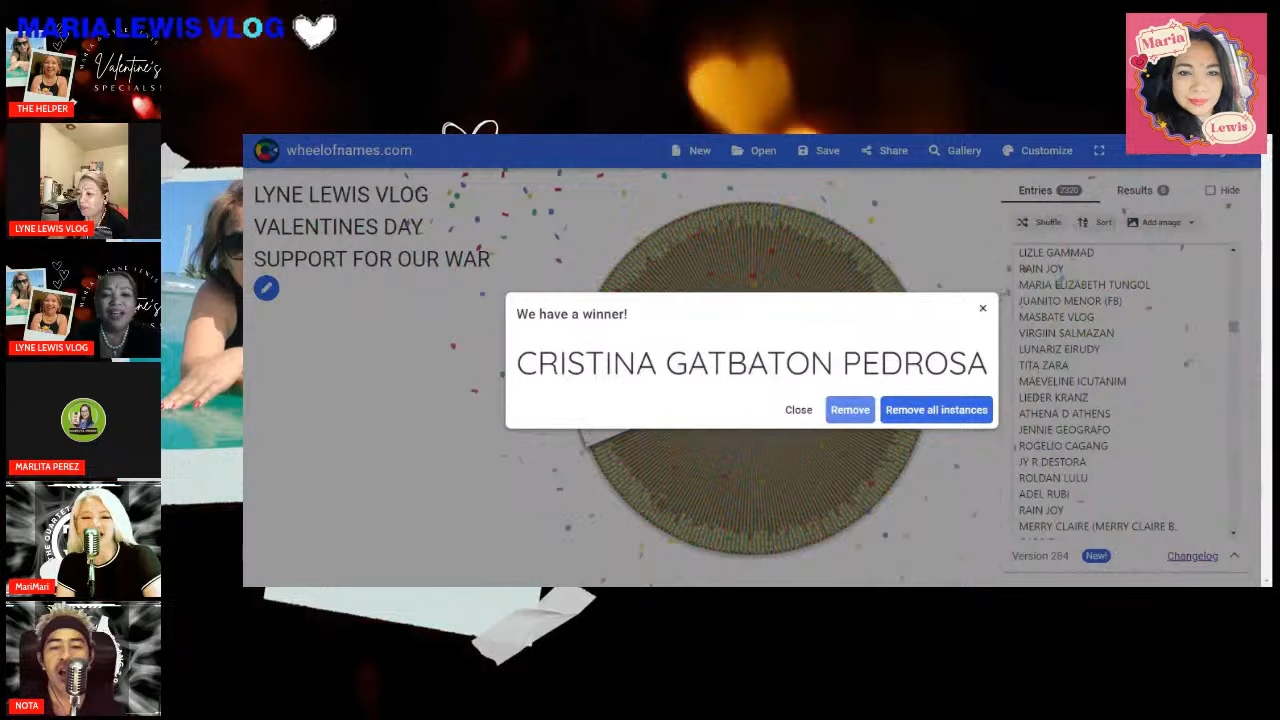 MARIA LEWIS VLOG
Valentine's
SPECIALS!
THE HELPER
LYNE LEWIS VLOG
LYNE LEWIS VLOG
MARLITA PEREZ
MariMari
NOTA
Maria
Lewis
wheelofnames.com
New
Open
Save
Share
Gallery
Customize
LYNE LEWIS VLOG
VALENTINES DAY
SUPPORT FOR OUR WAR
We have a winner!
CRISTINA GATBATON PEDROSA
Close
Remove
Remove all instances
Entries 2320
Results 0
Hide
Shuffle
Sort
Add image
LIZLE GAMMAD
RAIN JOY
MARIA ELIZABETH TUNGOL
JUANITO MENOR (FB)
MASBATE VLOG
VIRGIIN SALMAZAN
LUNARIZ EIRUDY
TITA ZARA
MAEVELINE ICUTANIM
LIEDER KRANZ
ATHENA D ATHENS
JENNIE GEOGRAFO
ROGELIO CAGANG
JY R DESTORA
ROLDAN LULU
ADEL RUBI
RAIN JOY
MERRY CLAIRE (MERRY CLAIRE B.
Version 284
New!
Changelog